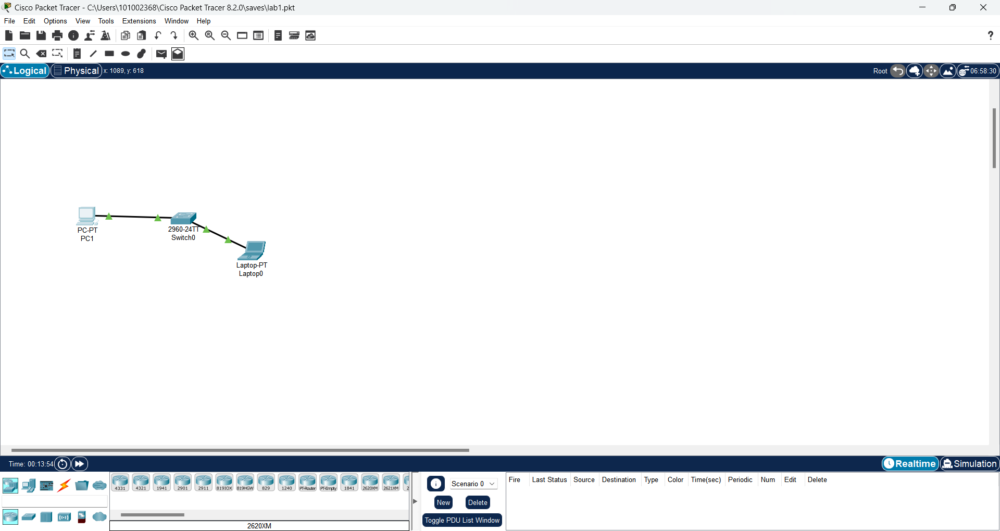 Cisco Packet Tracer - C:\Users\101002368\Cisco Packet Tracer 8.2.0\saves\lab1.pkt
File Edit Options View Tools Extensions Window Help
Logical Physical x: 1089, y: 618 Root 06:58:30
PC-PT
PC1
2960-24TT
Switch0
Laptop-PT
Laptop0
Time: 00:13:54 Realtime Simulation
4331 4321 1941 2901 2911 819IOX 819HGW 829 1240 PT-Router PT-Empty 1841 2620XM 2621XM 2
2620XM
Scenario 0
New Delete
Toggle PDU List Window
Fire Last Status Source Destination Type Color Time(sec) Periodic Num Edit Delete